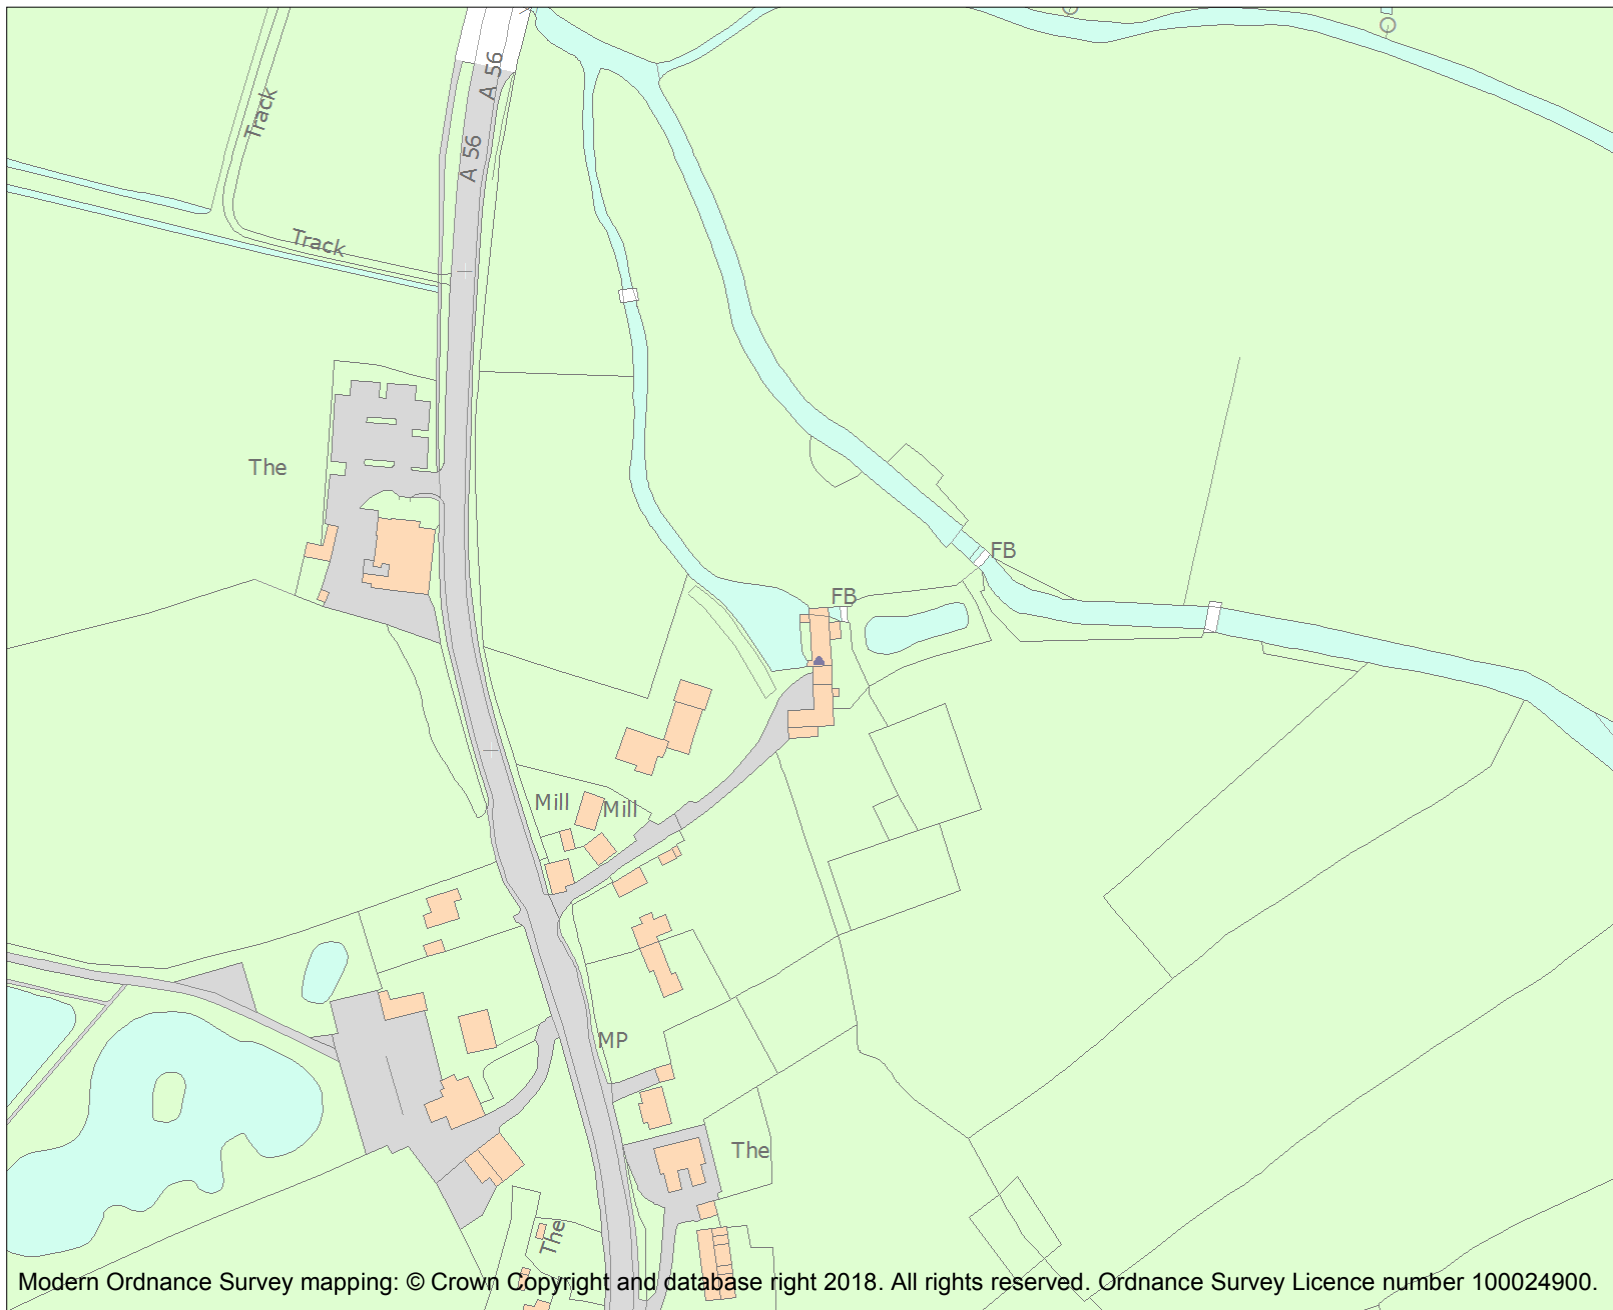 A 56
Track
A 56
Track
The
FB
FB
Mill
Mill
MP
The
The
Modern Ordnance Survey mapping: © Crown Copyright and database right 2018. All rights reserved. Ordnance Survey Licence number 100024900.